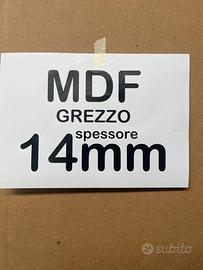 MDF
GREZZO
spessore
14mm
subito